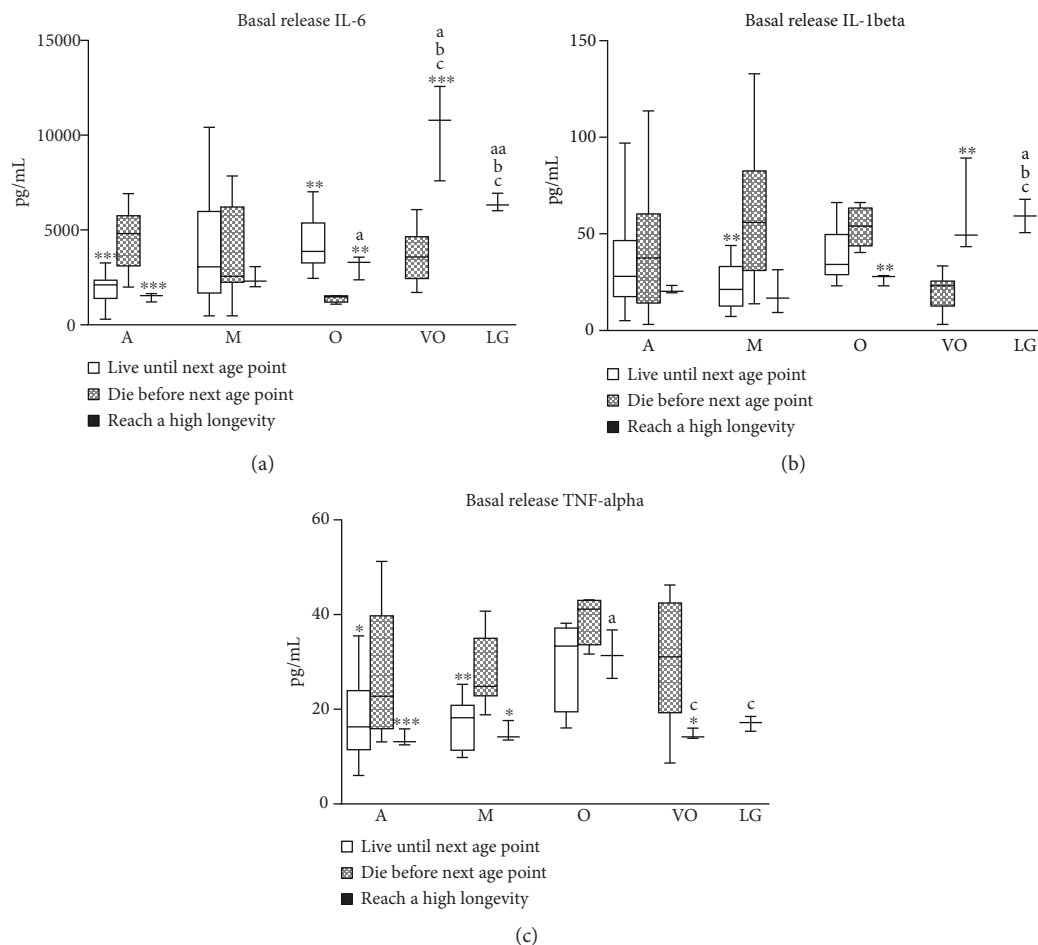 Basal release IL-6
a
b
c
***
aa
b
c
**
a
**
***
***
15000
10000
5000
0
pg/mL
A M O VO LG
Live until next age point
Die before next age point
Reach a high longevity
(a)
Basal release IL-1beta
**
a
b
c
**
**
150
100
50
0
pg/mL
A M O VO LG
Live until next age point
Die before next age point
Reach a high longevity
(b)
Basal release TNF-alpha
*
***
**
*
a
c
*
c
60
40
20
0
pg/mL
A M O VO LG
Live until next age point
Die before next age point
Reach a high longevity
(c)